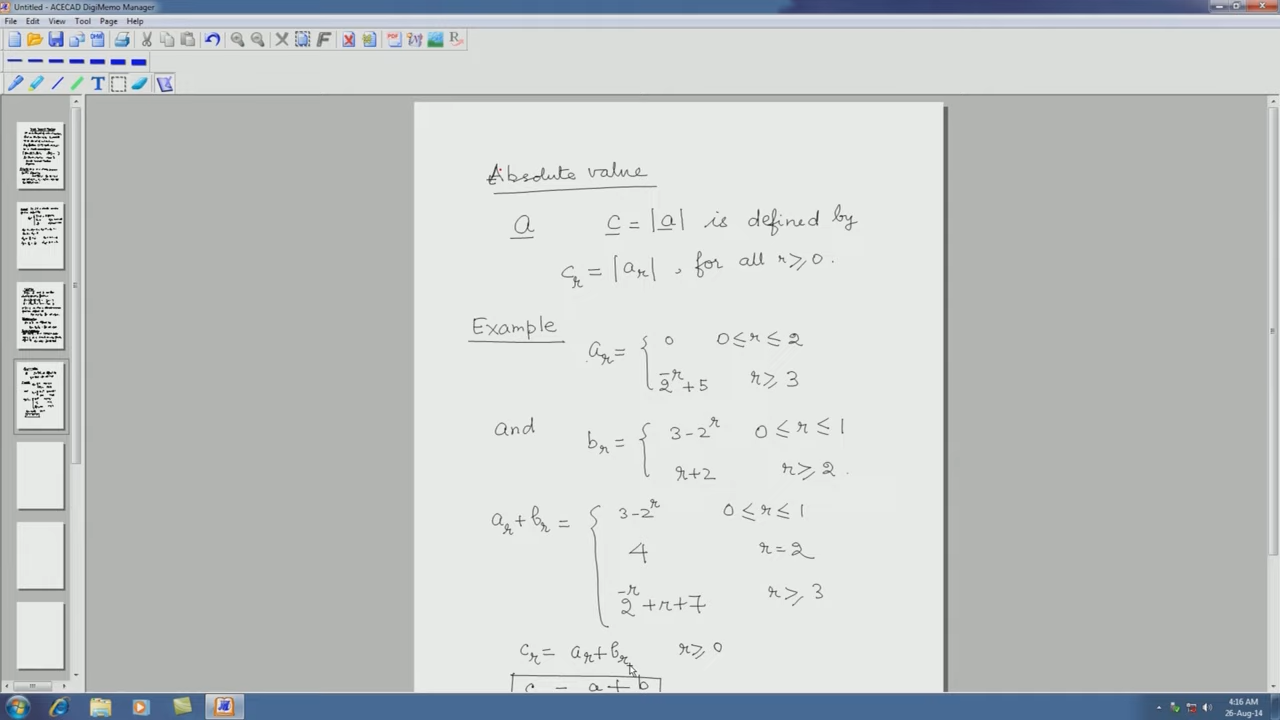 Untitled - ACECAD DigiMemo Manager
File Edit View Tool Page Help
Absolute value
a c = |a| is defined by
c_r = |a_r| , for all r ≥ 0.
Example
a_r = { 0 0 ≤ r ≤ 2
2^{-r} + 5 r ≥ 3
and b_r = { 3 - 2^r 0 ≤ r ≤ 1
r + 2 r ≥ 2.
a_r + b_r = { 3 - 2^r 0 ≤ r ≤ 1
4 r = 2
2^{-r} + r + 7 r ≥ 3
c_r = a_r + b_r r ≥ 0
c = a + b
4:16 AM
26-Aug-14